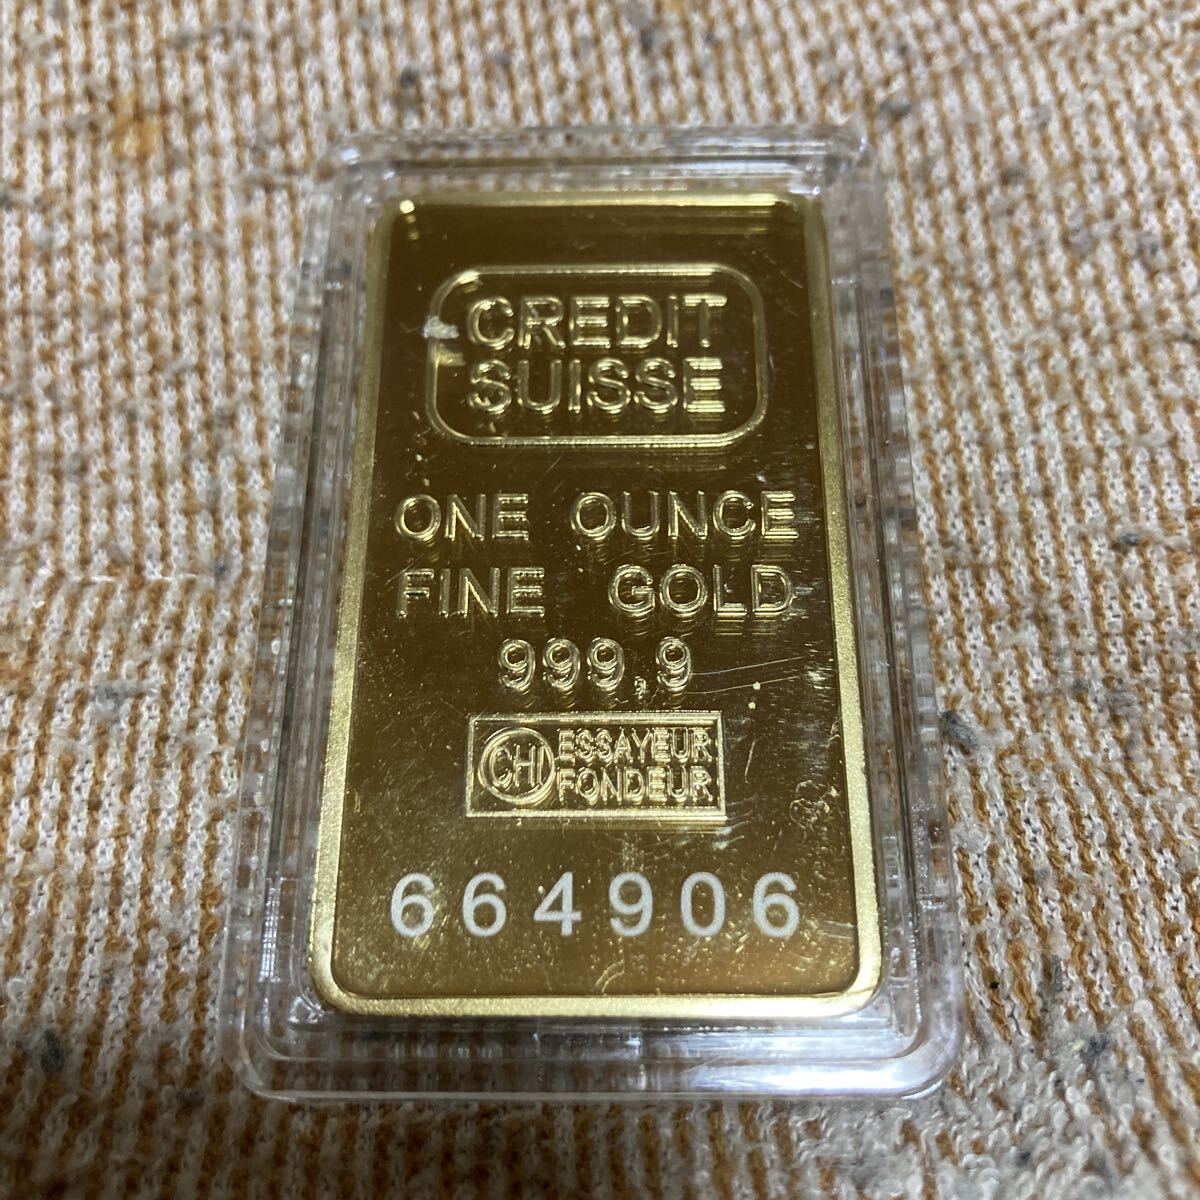 CREDIT
SUISSE
ONE OUNCE
FINE GOLD
999,9
CHI ESSAYEUR
FONDEUR
664906